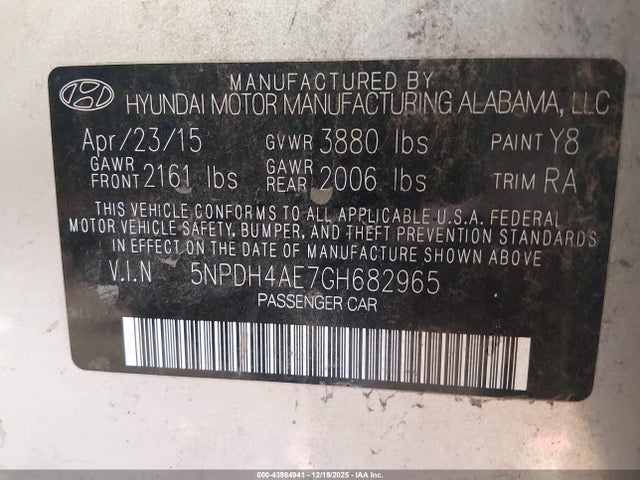 MANUFACTURED BY
HYUNDAI MOTOR MANUFACTURING ALABAMA, LLC
Apr/23/15 GVWR 3880 lbs PAINT Y8
GAWR FRONT 2161 lbs GAWR REAR 2006 lbs TRIM RA
THIS VEHICLE CONFORMS TO ALL APPLICABLE U.S.A. FEDERAL
MOTOR VEHICLE SAFETY, BUMPER, AND THEFT PREVENTION STANDARDS
IN EFFECT ON THE DATE OF MANUFACTURE SHOWN ABOVE.
V.I.N 5NPDH4AE7GH682965
PASSENGER CAR
000-43984941 - 12/19/2025 - IAA, Inc.